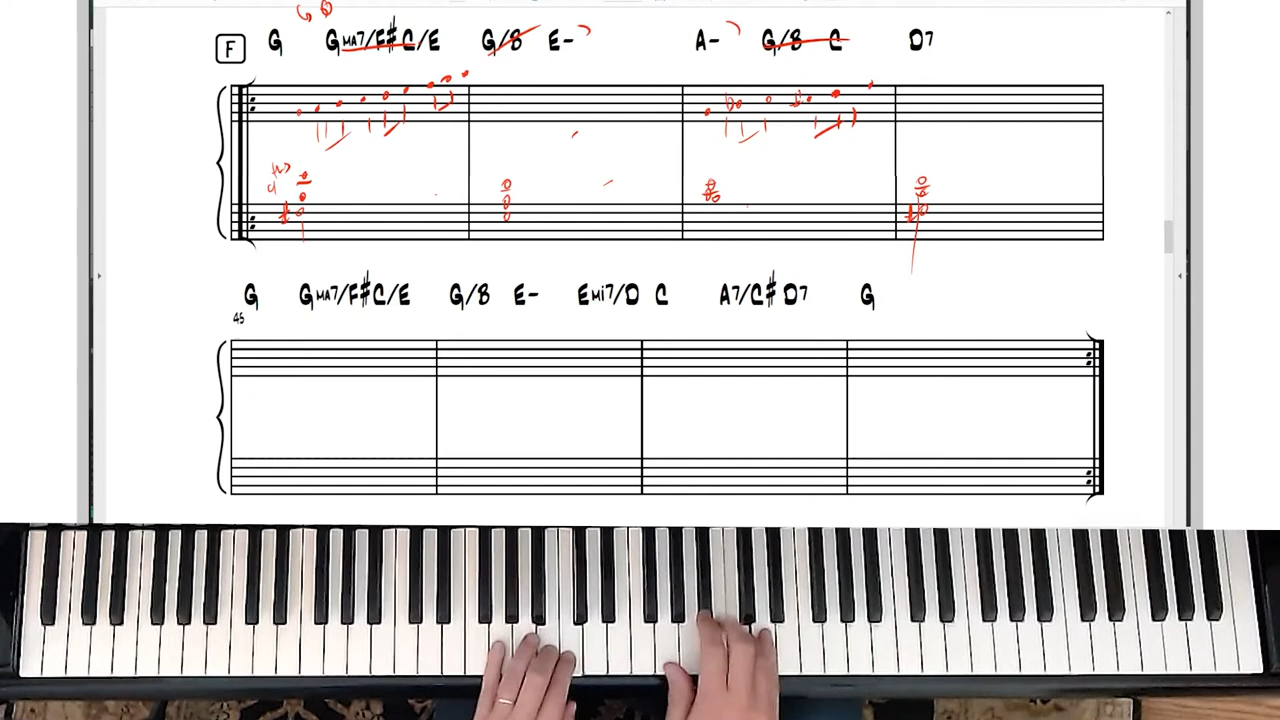 F G GMA7/F# C/E G/B E- A- G/B C D7
G GMA7/F# C/E G/B E- EMI7/D C A7/C# D7 G
45